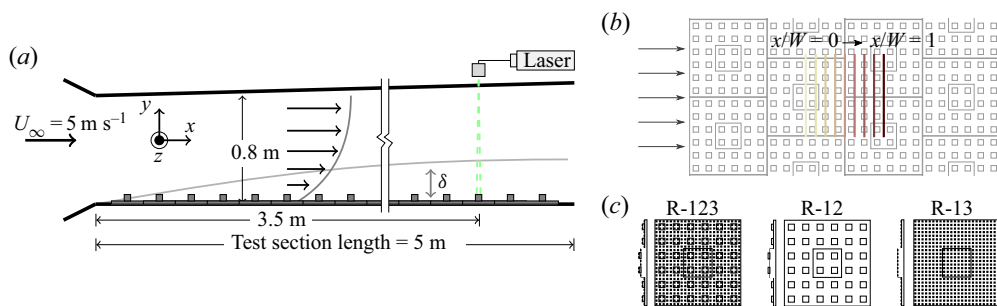 (a)
Laser
U∞ = 5 m s⁻¹
y
x
z
0.8 m
δ
3.5 m
Test section length = 5 m
(b)
x/W = 0 → x/W = 1
(c)
R-123 R-12 R-13